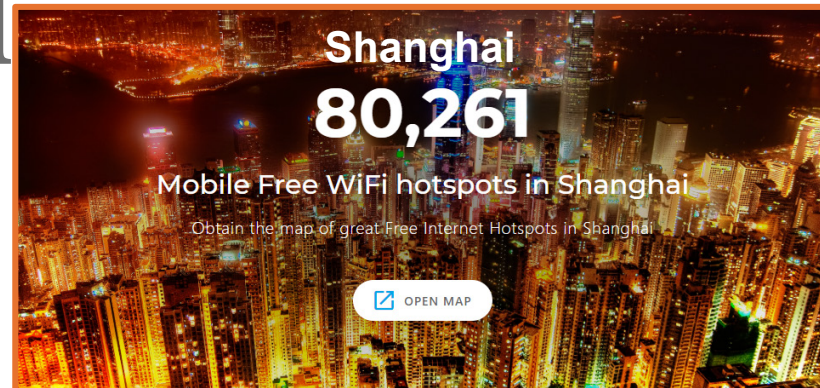 Shanghai
80,261
Mobile Free WiFi hotspots in Shanghai
Obtain the map of great Free Internet Hotspots in Shanghai
OPEN MAP